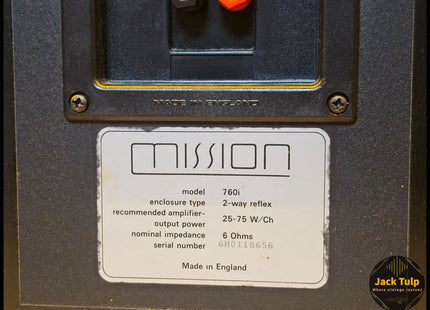 MADE IN ENGLAND
mission
model 760i
enclosure type 2-way reflex
recommended amplifier-
output power 25-75 W/Ch
nominal impedance 6 Ohms
serial number 6M0118656
Made in England
Jack Tulp
Where vintage revives